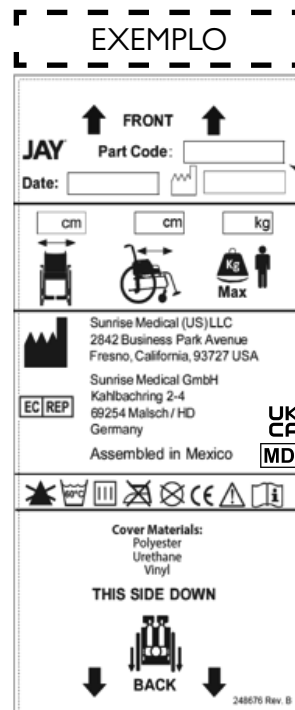 EXEMPLO
FRONT
JAY
Part Code:
Date:
cm
cm
kg
Kg
Max
Sunrise Medical (US) LLC
2842 Business Park Avenue
Fresno, California, 93727 USA
Sunrise Medical GmbH
Kahlbachring 2-4
69254 Malsch / HD
Germany
EC REP
Assembled in Mexico
UK
CA
MD
60°C
CE
Cover Materials:
Polyester
Urethane
Vinyl
THIS SIDE DOWN
BACK
248676 Rev. B